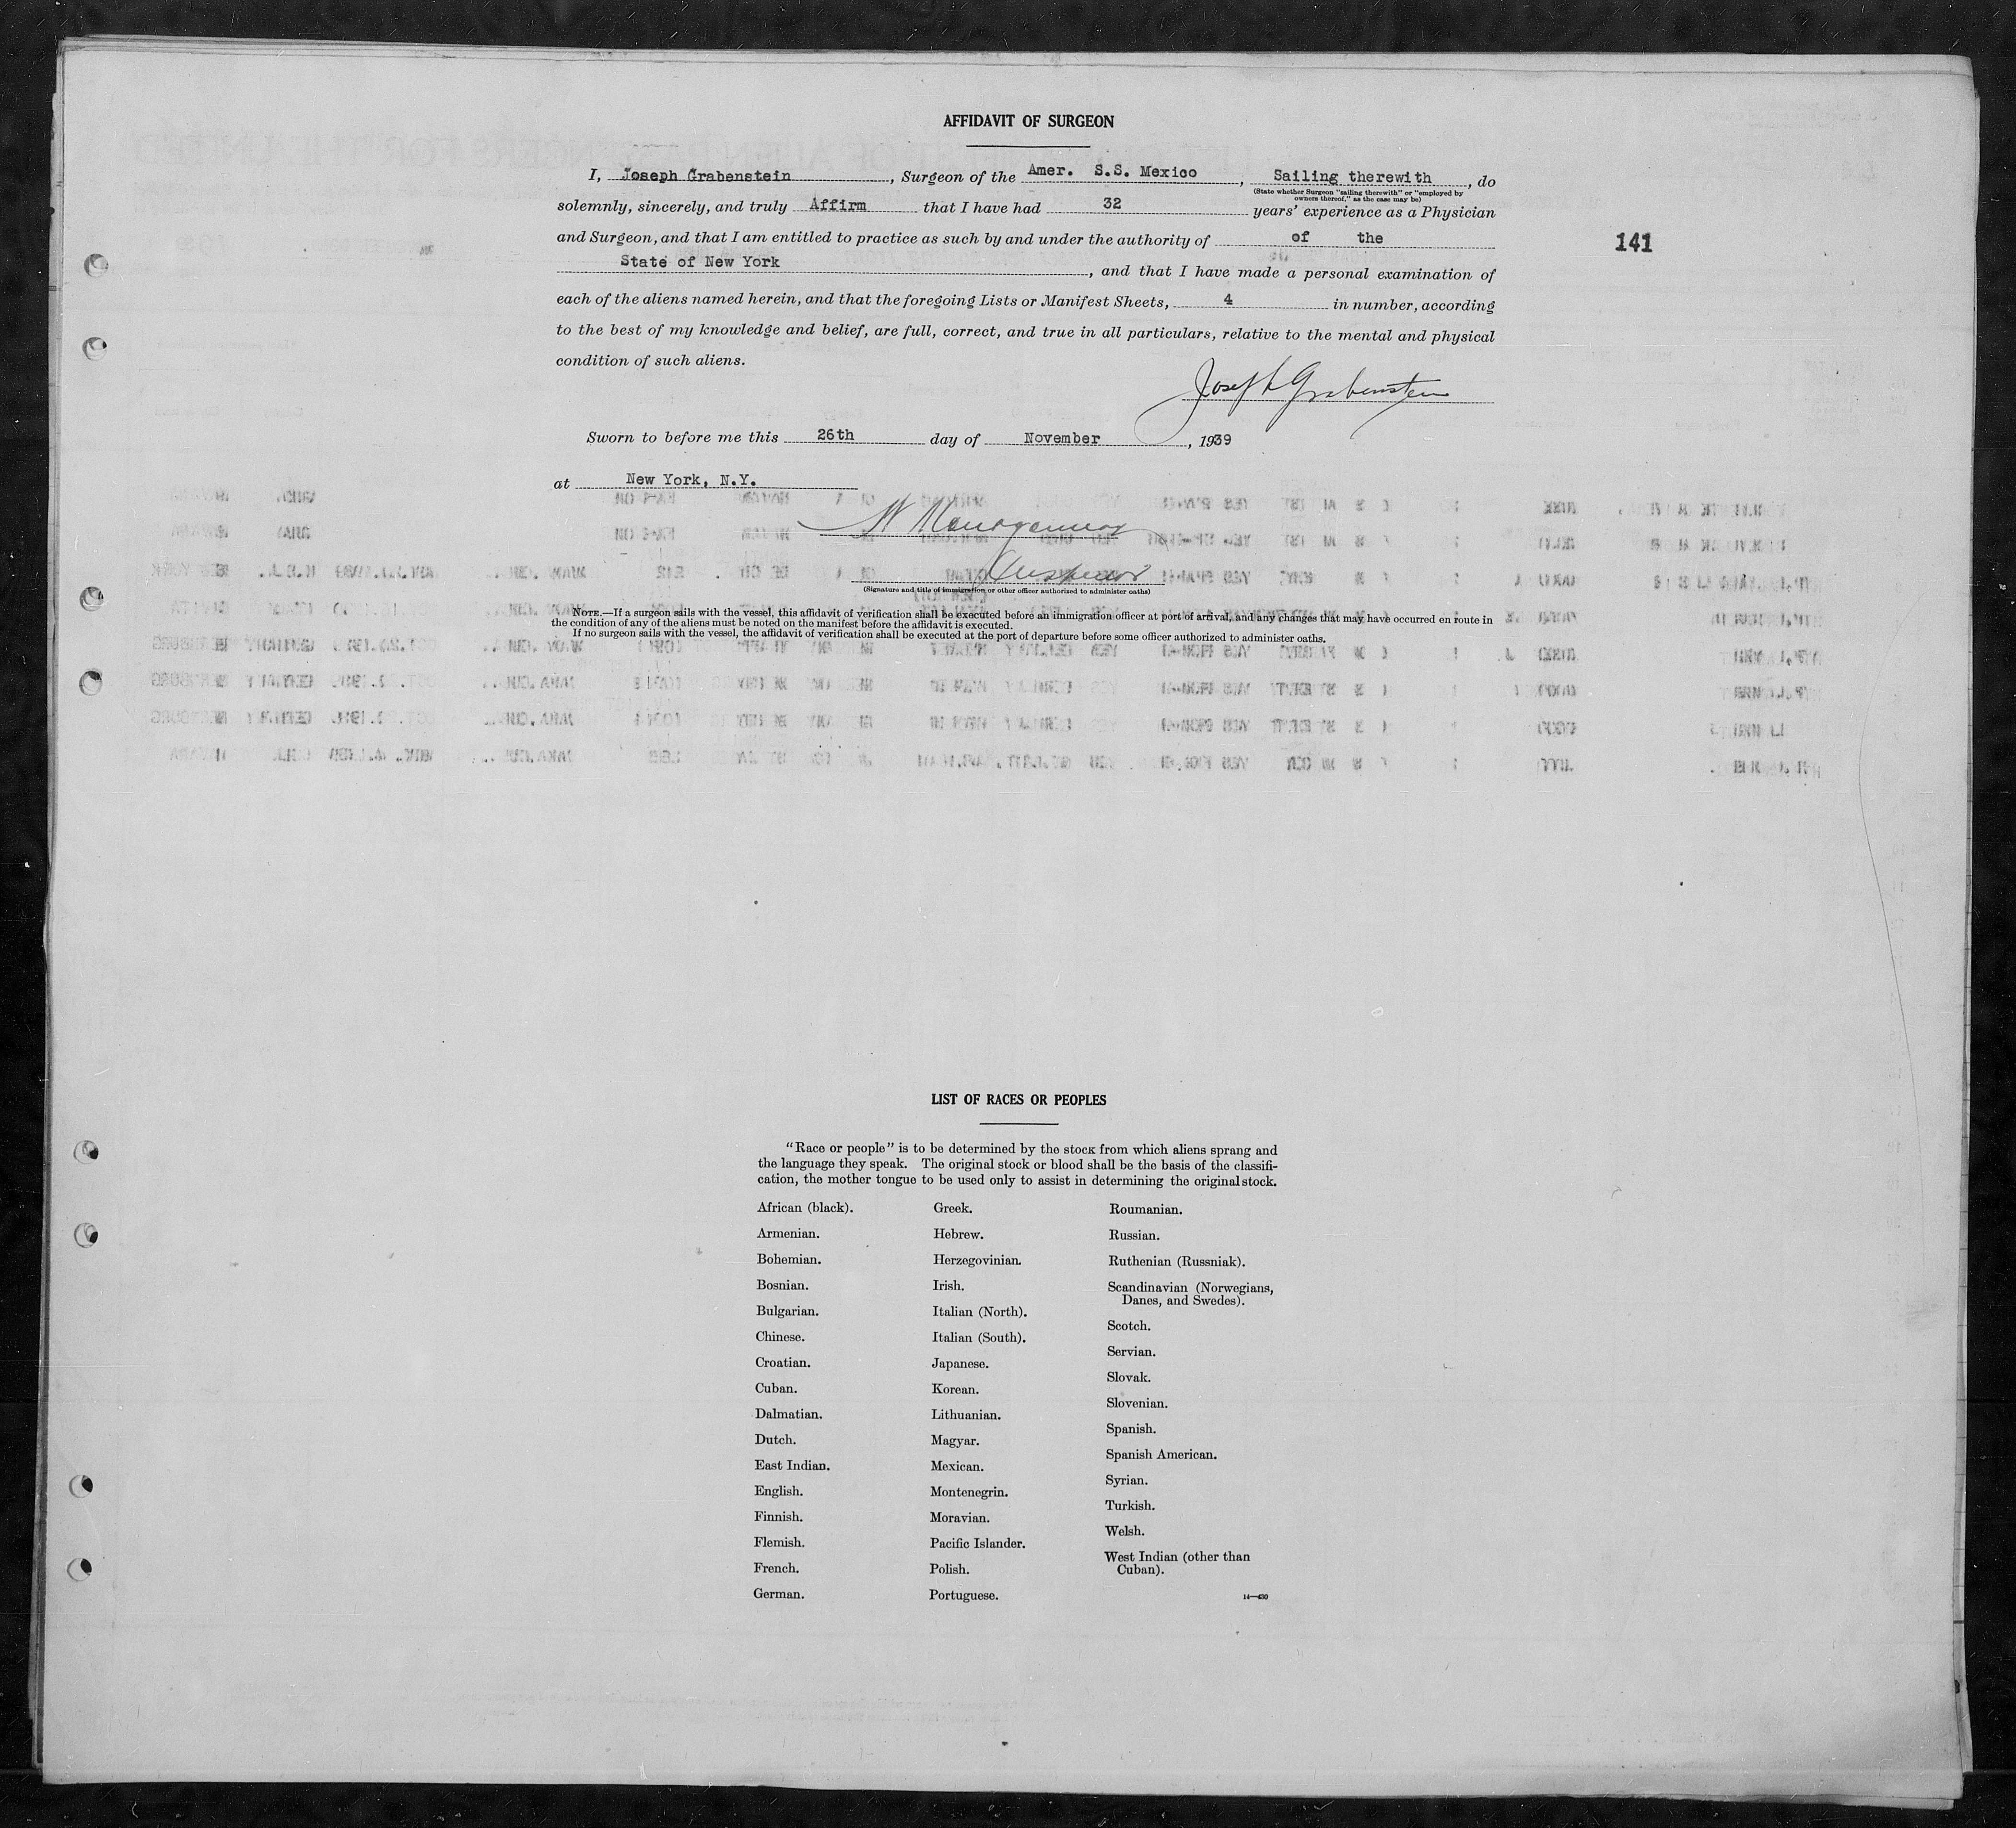 AFFIDAVIT OF SURGEON
I, Joseph Grabenstein, Surgeon of the Amer. S.S. Mexico, Sailing therewith, do
(State whether Surgeon "sailing therewith" or "employed by
owners thereof," as the case may be)
solemnly, sincerely, and truly Affirm that I have had 32 years' experience as a Physician
and Surgeon, and that I am entitled to practice as such by and under the authority of of the
141
State of New York, and that I have made a personal examination of
each of the aliens named herein, and that the foregoing Lists or Manifest Sheets, 4 in number, according
to the best of my knowledge and belief, are full, correct, and true in all particulars, relative to the mental and physical
condition of such aliens.
Joseph Grabenstein
Sworn to before me this 26th day of November, 1939
at New York, N.Y.
Inspector
(Signature and title of immigration or other officer authorized to administer oaths)
NOTE.—If a surgeon sails with the vessel, this affidavit of verification shall be executed before an immigration officer at port of arrival, and any changes that may have occurred en route in
the condition of any of the aliens must be noted on the manifest before the affidavit is executed.
If no surgeon sails with the vessel, the affidavit of verification shall be executed at the port of departure before some officer authorized to administer oaths.
LIST OF RACES OR PEOPLES
"Race or people" is to be determined by the stock from which aliens sprang and
the language they speak. The original stock or blood shall be the basis of the classifi-
cation, the mother tongue to be used only to assist in determining the original stock.
African (black).
Armenian.
Bohemian.
Bosnian.
Bulgarian.
Chinese.
Croatian.
Cuban.
Dalmatian.
Dutch.
East Indian.
English.
Finnish.
Flemish.
French.
German.
Greek.
Hebrew.
Herzegovinian.
Irish.
Italian (North).
Italian (South).
Japanese.
Korean.
Lithuanian.
Magyar.
Mexican.
Montenegrin.
Moravian.
Pacific Islander.
Polish.
Portuguese.
Roumanian.
Russian.
Ruthenian (Russniak).
Scandinavian (Norwegians,
Danes, and Swedes).
Scotch.
Servian.
Slovak.
Slovenian.
Spanish.
Spanish American.
Syrian.
Turkish.
Welsh.
West Indian (other than
Cuban).
14—430